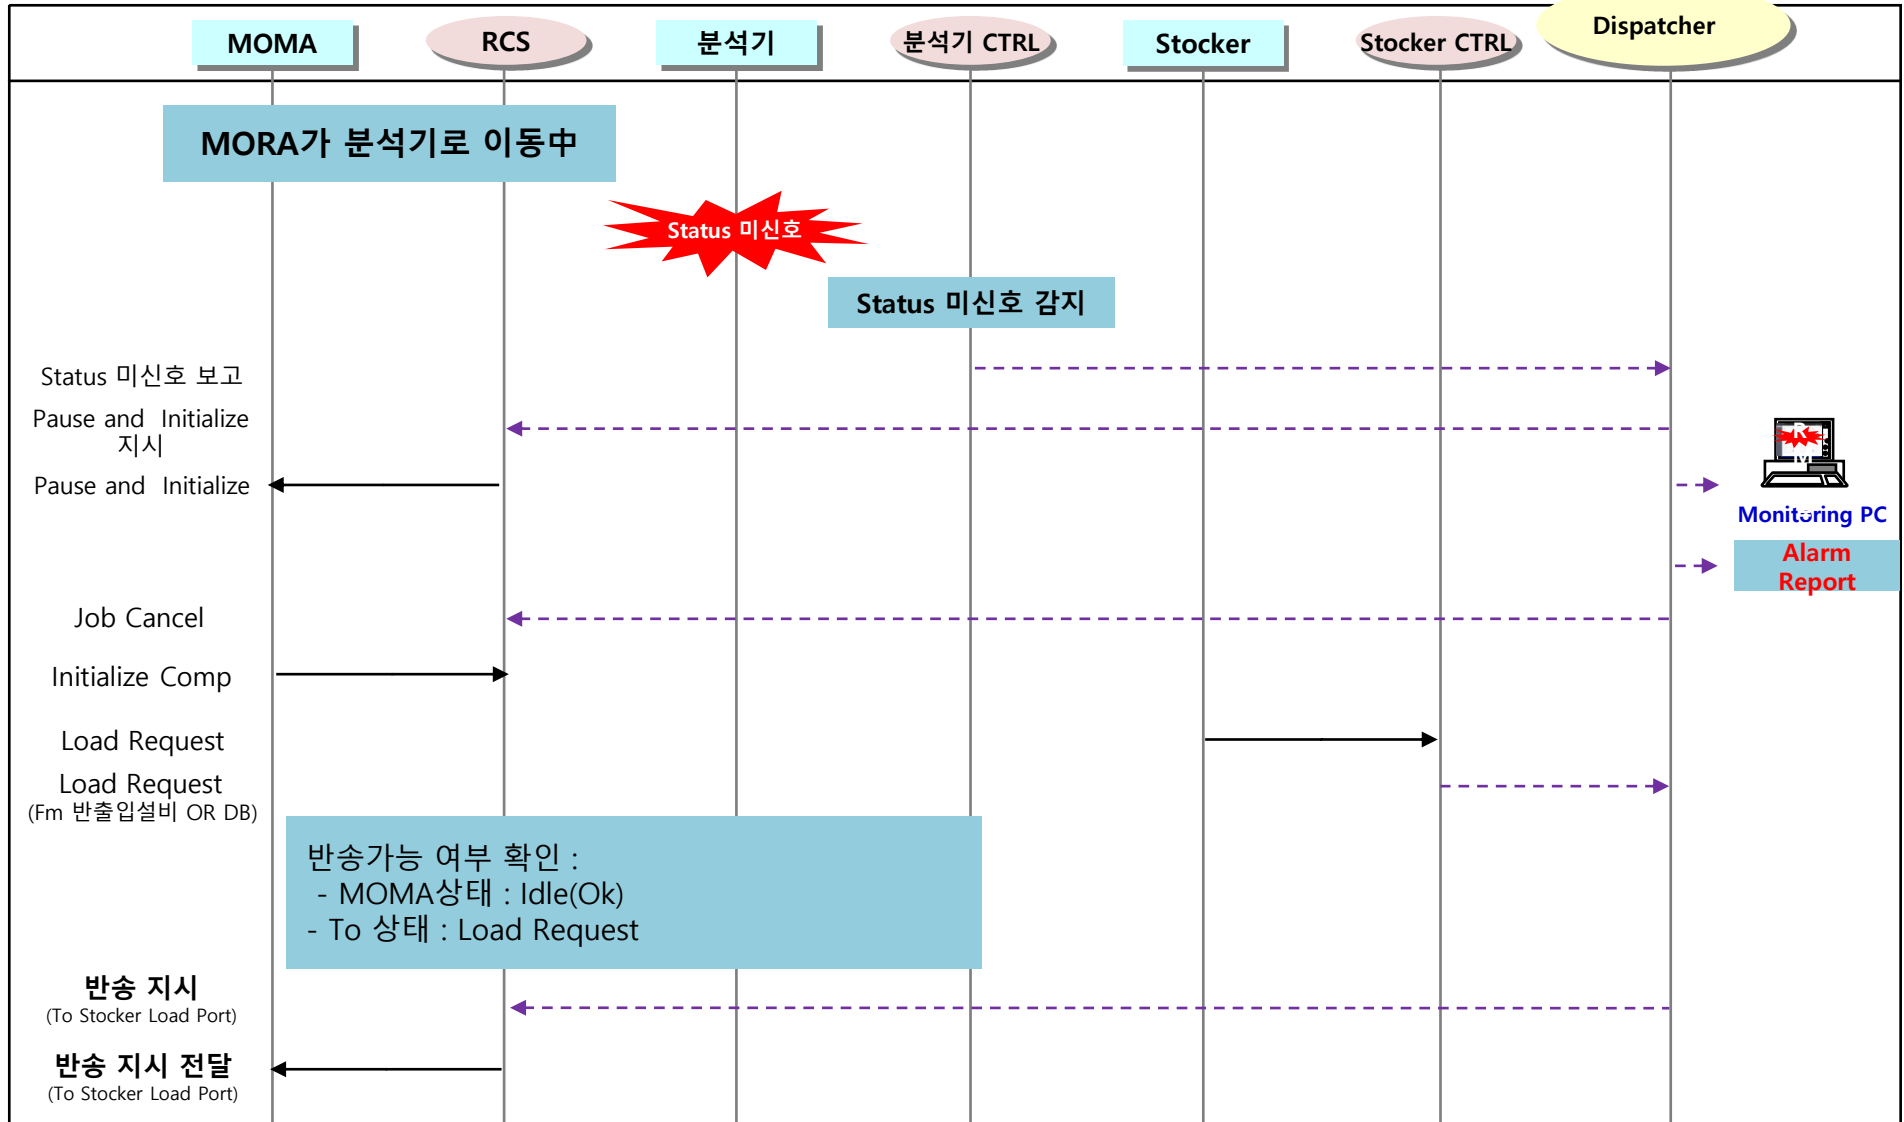 MOMA
RCS
분석기
분석기 CTRL
Stocker
Stocker CTRL
Dispatcher
MORA가 분석기로 이동中
Status 미신호
Status 미신호 감지
Status 미신호 보고
Pause and Initialize
지시
Pause and Initialize
R
M
Monitoring PC
Alarm
Report
Job Cancel
Initialize Comp
Load Request
Load Request
(Fm 반출입설비 OR DB)
반송가능 여부 확인 :
- MOMA상태 : Idle(Ok)
- To 상태 : Load Request
반송 지시
(To Stocker Load Port)
반송 지시 전달
(To Stocker Load Port)